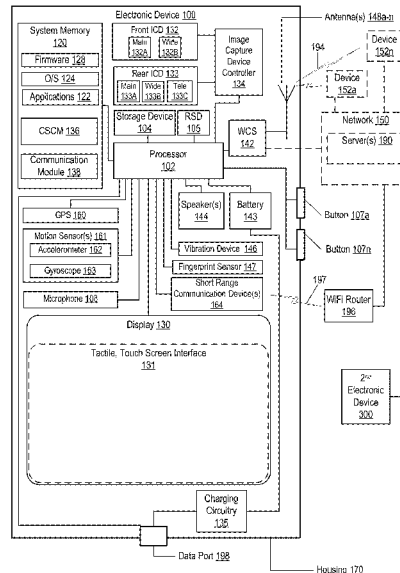 Electronic Device 100
System Memory 120
Firmware 128
O/S 124
Applications 122
CSCM 136
Communication Module 138
Front ICD 132
Main 132A
Wide 132B
Rear ICD 133
Main 133A
Wide 133B
Tele 133C
Image Capture Device Controller 134
Storage Device 104
RSD 105
WCS 142
Processor 102
Antenna(s) 148a-n
194
Device 152n
Device 152a
Network 150
Server(s) 190
Speaker(s) 144
Battery 143
Button 107a
Button 107n
GPS 160
Motion Sensor(s) 161
Accelerometer 162
Gyroscope 163
Microphone 108
Vibration Device 146
Fingerprint Sensor 147
Short Range Communication Device(s) 164
197
WiFi Router 196
Display 130
Tactile, Touch Screen Interface 131
2nd Electronic Device 300
Charging Circuitry 135
Data Port 198
Housing 170